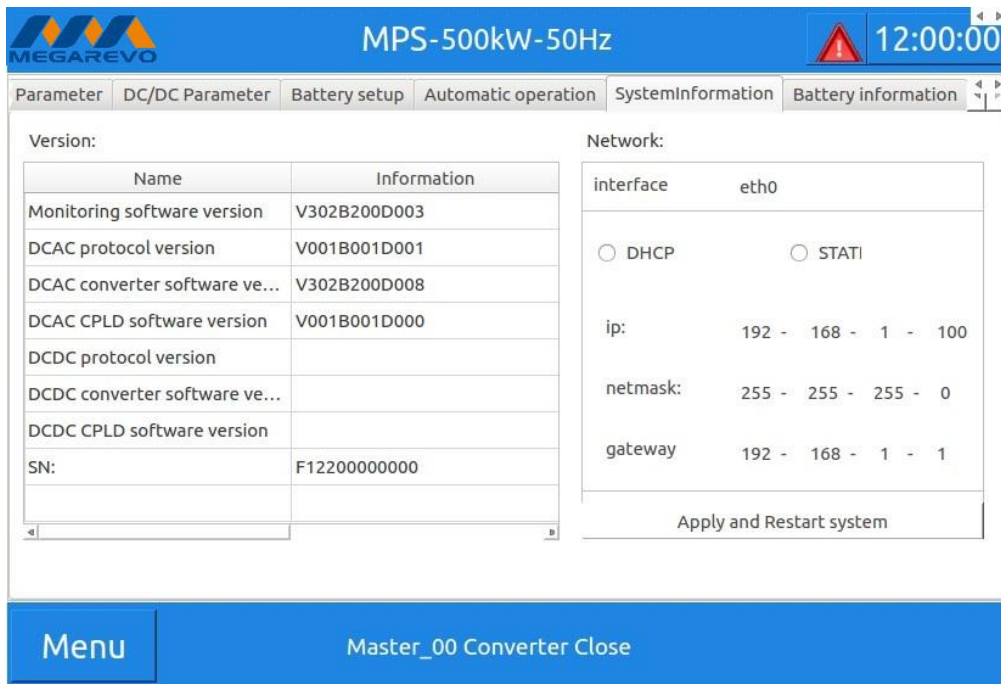 MEGAREVO
MPS-500kW-50Hz
12:00:00
Parameter DC/DC Parameter Battery setup Automatic operation SystemInformation Battery information
Version:
Name Information
Monitoring software version V302B200D003
DCAC protocol version V001B001D001
DCAC converter software ve... V302B200D008
DCAC CPLD software version V001B001D000
DCDC protocol version
DCDC converter software ve...
DCDC CPLD software version
SN: F12200000000
Network:
interface eth0
DHCP STATI
ip: 192 - 168 - 1 - 100
netmask: 255 - 255 - 255 - 0
gateway 192 - 168 - 1 - 1
Apply and Restart system
Menu
Master_00 Converter Close